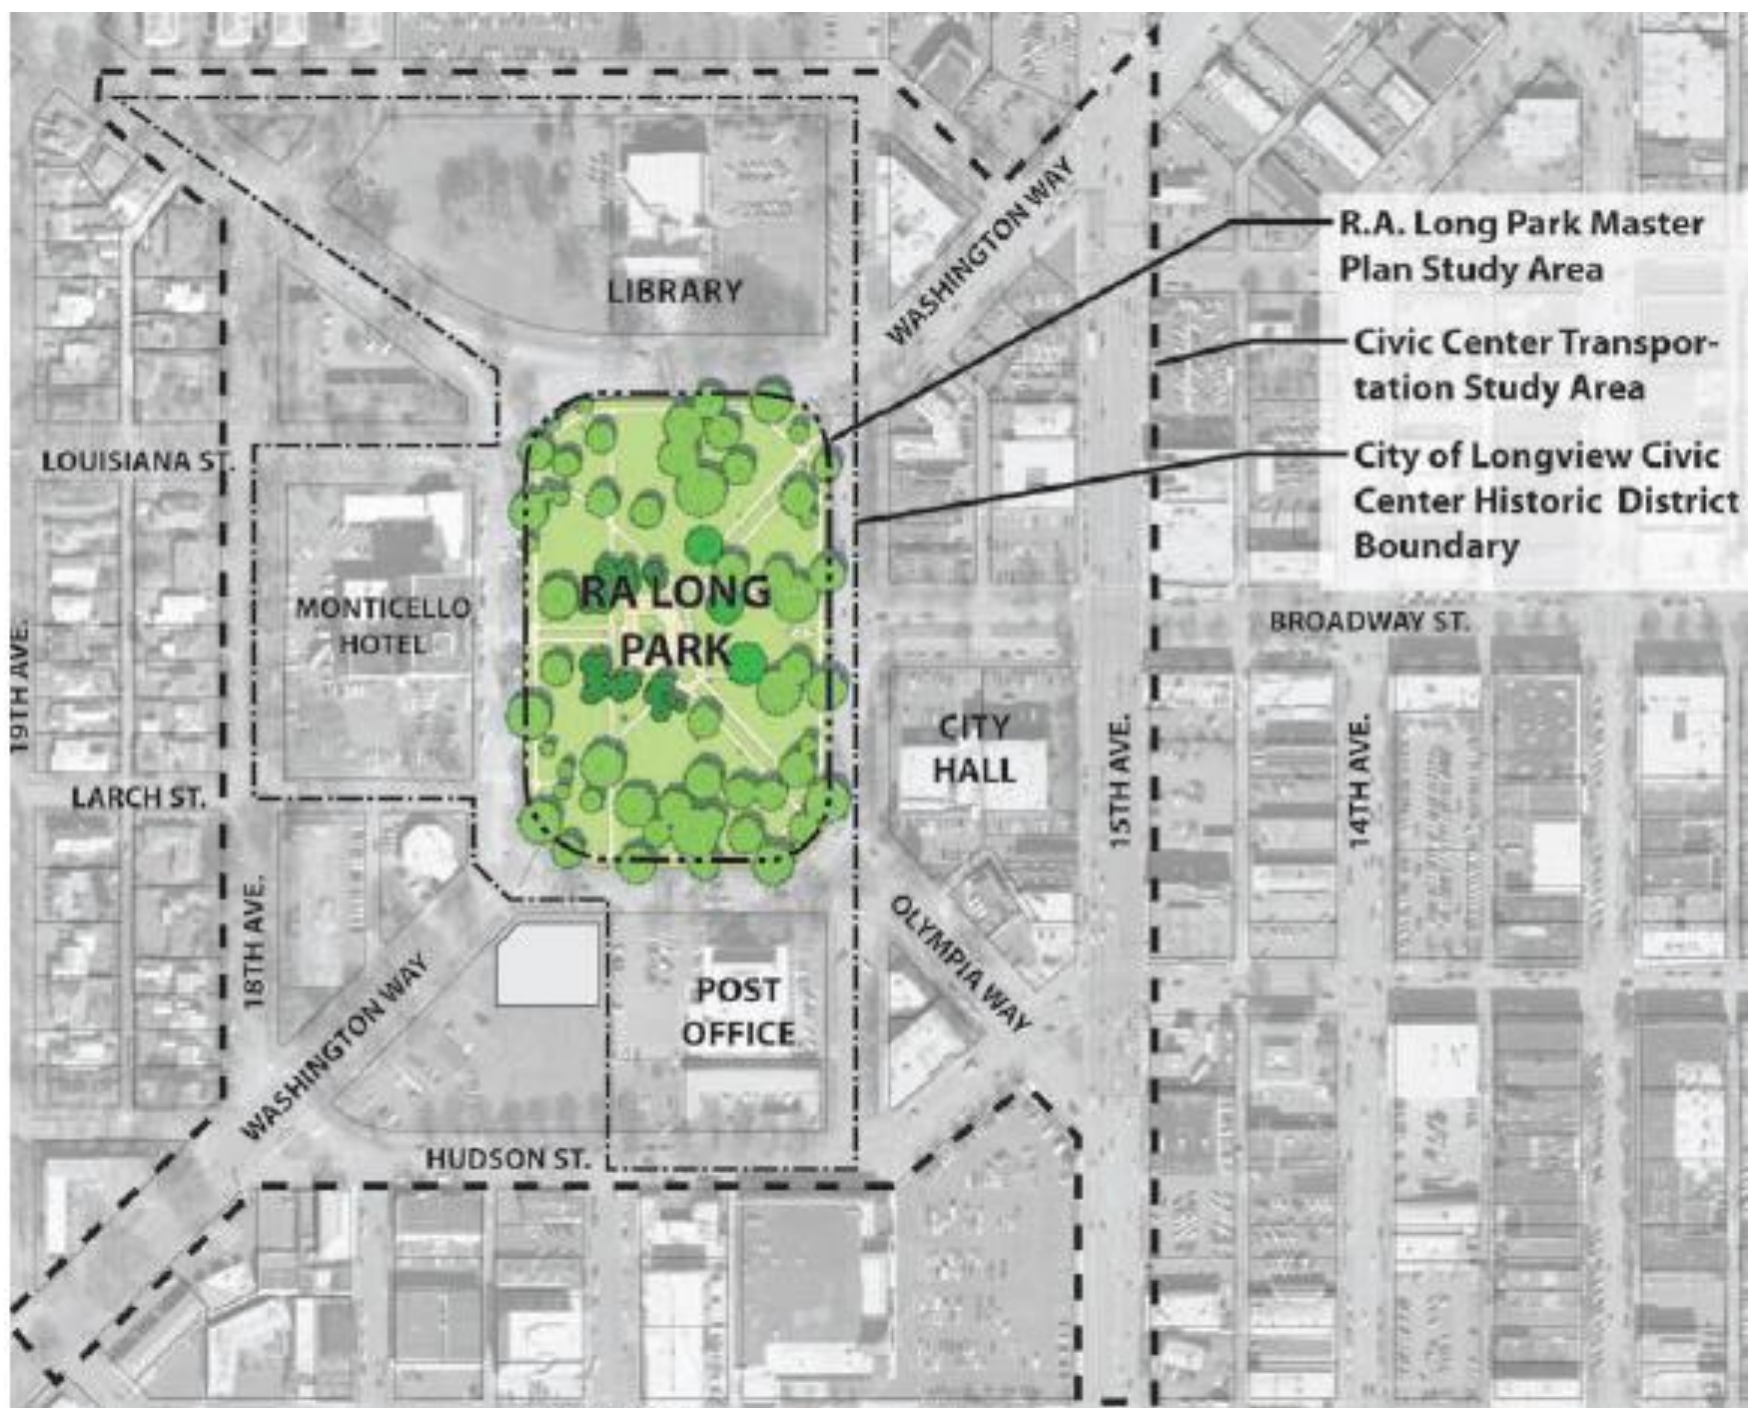 WASHINGTON WAY
R.A. Long Park Master
Plan Study Area
LIBRARY
Civic Center Transpor-
tation Study Area
LOUISIANA ST.
City of Longview Civic
Center Historic District
Boundary
RA LONG
PARK
MONTICELLO
HOTEL
BROADWAY ST.
19TH AVE.
CITY
HALL
15TH AVE.
14TH AVE.
LARCH ST.
18TH AVE.
OLYMPIA WAY
POST
OFFICE
WASHINGTON WAY
HUDSON ST.